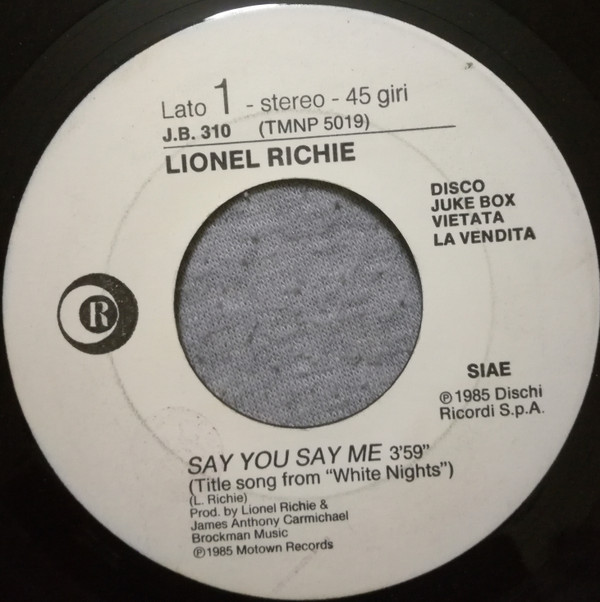 Lato 1 - stereo - 45 giri
J.B. 310 (TMNP 5019)
LIONEL RICHIE
DISCO
JUKE BOX
VIETATA
LA VENDITA
R
SIAE
℗ 1985 Dischi
Ricordi S.p.A.
SAY YOU SAY ME 3'59"
(Title song from "White Nights")
(L. Richie)
Prod. by Lionel Richie &
James Anthony Carmichael
Brockman Music
℗1985 Motown Records